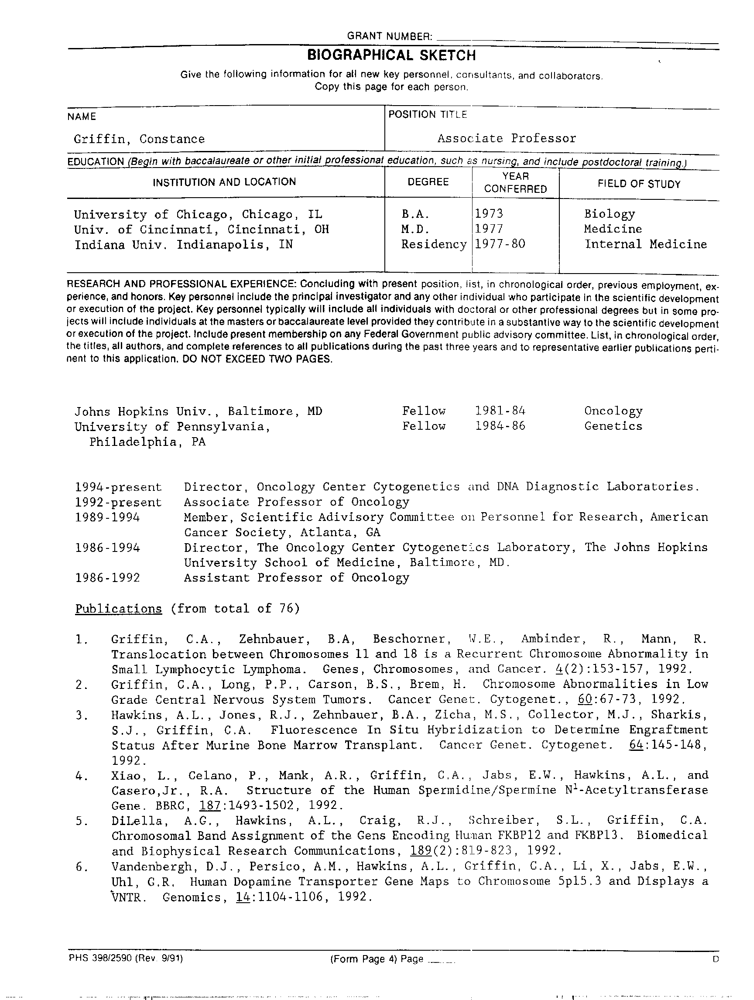 GRANT NUMBER:
BIOGRAPHICAL SKETCH
Give the following information for all new key personnel, consultants, and collaborators.
Copy this page for each person.
NAME
POSITION TITLE
Griffin, Constance
Associate Professor
EDUCATION (Begin with baccalaureate or other initial professional education, such as nursing, and include postdoctoral training.)
INSTITUTION AND LOCATION DEGREE YEAR CONFERRED FIELD OF STUDY
University of Chicago, Chicago, IL B.A. 1973 Biology
Univ. of Cincinnati, Cincinnati, OH M.D. 1977 Medicine
Indiana Univ. Indianapolis, IN Residency 1977-80 Internal Medicine
RESEARCH AND PROFESSIONAL EXPERIENCE: Concluding with present position, list, in chronological order, previous employment, ex-
perience, and honors. Key personnel include the principal investigator and any other individual who participate in the scientific development
or execution of the project. Key personnel typically will include all individuals with doctoral or other professional degrees but in some pro-
jects will include individuals at the masters or baccalaureate level provided they contribute in a substantive way to the scientific development
or execution of the project. Include present membership on any Federal Government public advisory committee. List, in chronological order,
the titles, all authors, and complete references to all publications during the past three years and to representative earlier publications perti-
nent to this application. DO NOT EXCEED TWO PAGES.
Johns Hopkins Univ., Baltimore, MD Fellow 1981-84 Oncology
University of Pennsylvania, Fellow 1984-86 Genetics
Philadelphia, PA
1994-present Director, Oncology Center Cytogenetics and DNA Diagnostic Laboratories.
1992-present Associate Professor of Oncology
1989-1994 Member, Scientific Adivisory Committee on Personnel for Research, American
Cancer Society, Atlanta, GA
1986-1994 Director, The Oncology Center Cytogenetics Laboratory, The Johns Hopkins
University School of Medicine, Baltimore, MD.
1986-1992 Assistant Professor of Oncology
Publications (from total of 76)
1. Griffin, C.A., Zehnbauer, B.A, Beschorner, W.E., Ambinder, R., Mann, R.
Translocation between Chromosomes 11 and 18 is a Recurrent Chromosome Abnormality in
Small Lymphocytic Lymphoma. Genes, Chromosomes, and Cancer. 4(2):153-157, 1992.
2. Griffin, C.A., Long, P.P., Carson, B.S., Brem, H. Chromosome Abnormalities in Low
Grade Central Nervous System Tumors. Cancer Genet. Cytogenet., 60:67-73, 1992.
3. Hawkins, A.L., Jones, R.J., Zehnbauer, B.A., Zicha, M.S., Collector, M.J., Sharkis,
S.J., Griffin, C.A. Fluorescence In Situ Hybridization to Determine Engraftment
Status After Murine Bone Marrow Transplant. Cancer Genet. Cytogenet. 64:145-148,
1992.
4. Xiao, L., Celano, P., Mank, A.R., Griffin, C.A., Jabs, E.W., Hawkins, A.L., and
Casero,Jr., R.A. Structure of the Human Spermidine/Spermine N¹-Acetyltransferase
Gene. BBRC, 187:1493-1502, 1992.
5. DiLella, A.G., Hawkins, A.L., Craig, R.J., Schreiber, S.L., Griffin, C.A.
Chromosomal Band Assignment of the Gens Encoding Human FKBP12 and FKBP13. Biomedical
and Biophysical Research Communications, 189(2):819-823, 1992.
6. Vandenbergh, D.J., Persico, A.M., Hawkins, A.L., Griffin, C.A., Li, X., Jabs, E.W.,
Uhl, G.R. Human Dopamine Transporter Gene Maps to Chromosome 5p15.3 and Displays a
VNTR. Genomics, 14:1104-1106, 1992.
PHS 398/2590 (Rev. 9/91) (Form Page 4) Page D